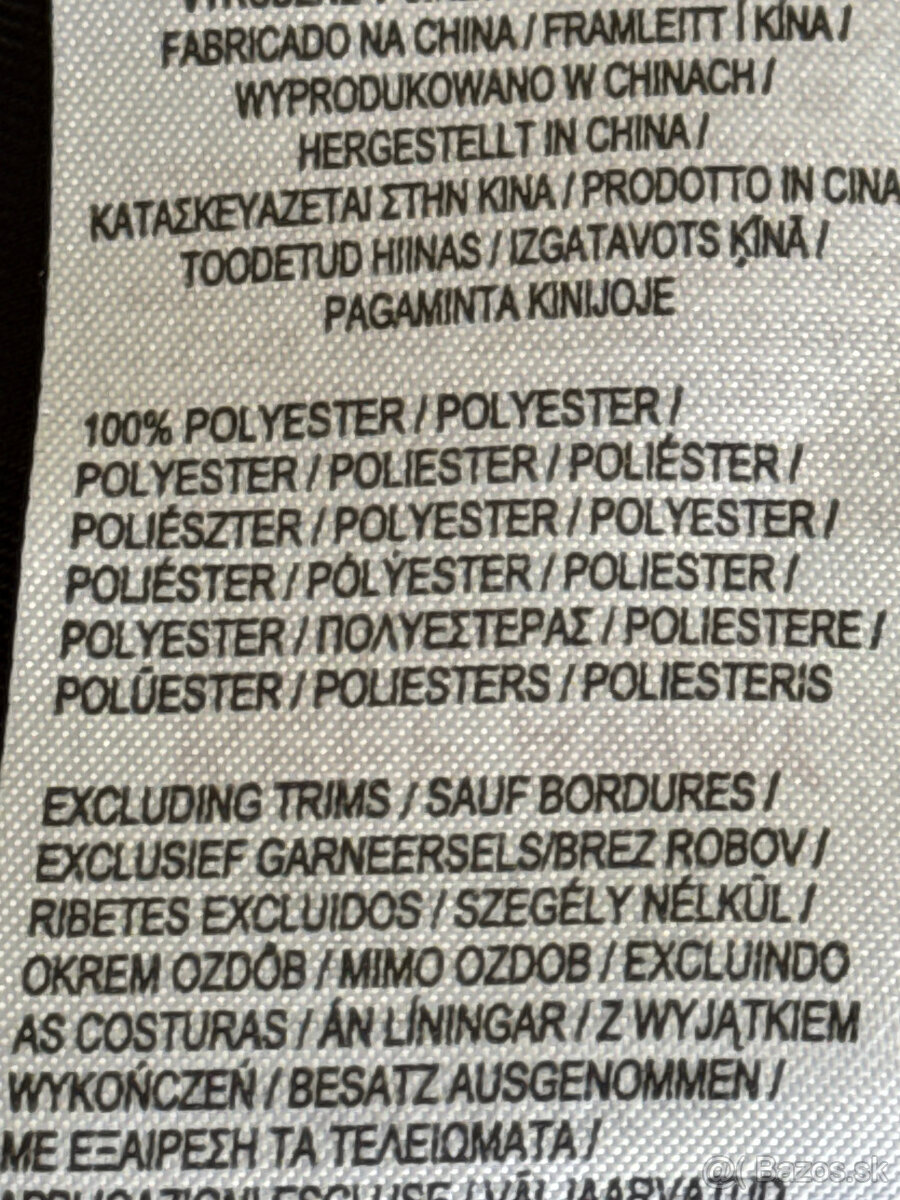 FABRICADO NA CHINA / FRAMLEITT Í KÍNA /
WYPRODUKOWANO W CHINACH /
HERGESTELLT IN CHINA /
ΚΑΤΑΣΚΕΥΑΖΕΤΑΙ ΣΤΗΝ ΚΙΝΑ / PRODOTTO IN CINA
TOODETUD HIINAS / IZGATAVOTS ĶĪNĀ /
PAGAMINTA KINIJOJE
100% POLYESTER / POLYESTER /
POLYESTER / POLIESTER / POLIÉSTER /
POLIÉSZTER / POLYESTER / POLYESTER /
POLIÉSTER / PÓLÝESTER / POLIESTER /
POLYESTER / ΠΟΛΥΕΣΤΕΡΑΣ / POLIESTERE /
POLÜESTER / POLIESTERS / POLIESTERIS
EXCLUDING TRIMS / SAUF BORDURES /
EXCLUSIEF GARNEERSELS/BREZ ROBOV /
RIBETES EXCLUIDOS / SZEGÉLY NÉLKÜL /
OKREM OZDÔB / MIMO OZDOB / EXCLUINDO
AS COSTURAS / ÁN LÍNINGAR / Z WYJĄTKIEM
WYKOŃCZEŃ / BESATZ AUSGENOMMEN /
ΜΕ ΕΞΑΙΡΕΣΗ ΤΑ ΤΕΛΕΙΩΜΑΤΑ /
@( Bazos.sk